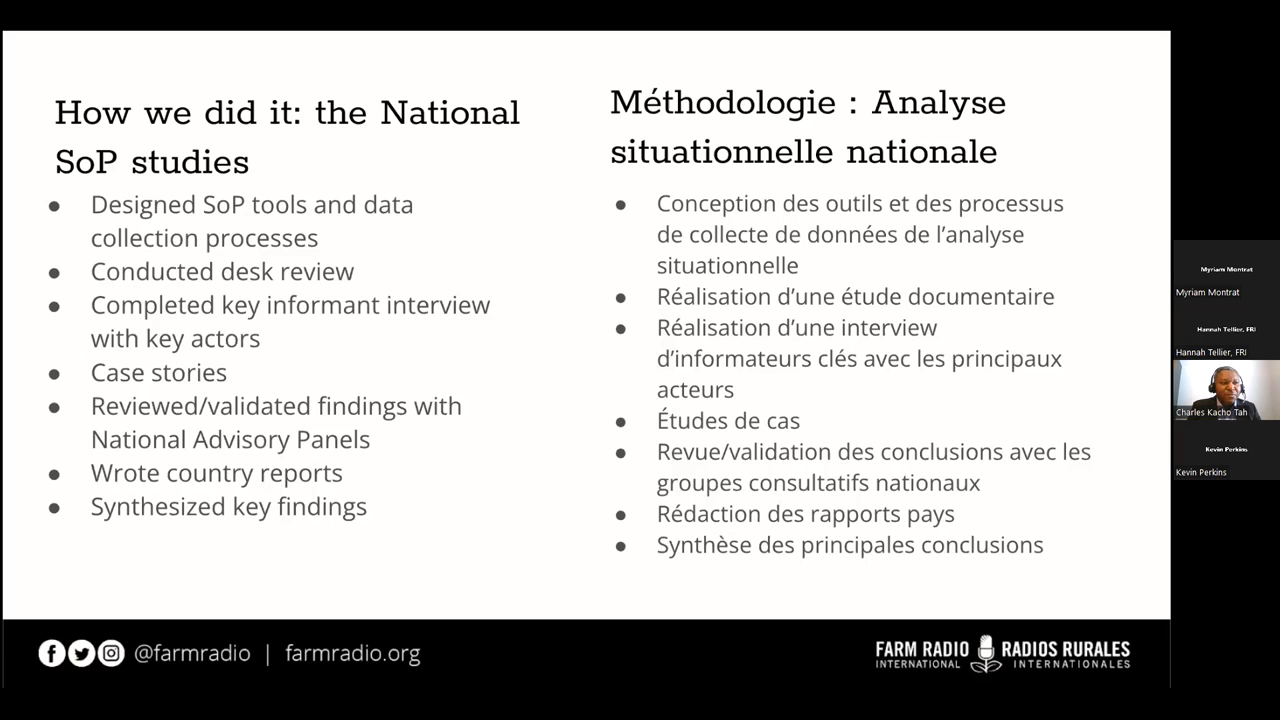 How we did it: the National
SoP studies
● Designed SoP tools and data
collection processes
● Conducted desk review
● Completed key informant interview
with key actors
● Case stories
● Reviewed/validated findings with
National Advisory Panels
● Wrote country reports
● Synthesized key findings
Méthodologie : Analyse
situationnelle nationale
● Conception des outils et des processus
de collecte de données de l’analyse
situationnelle
● Réalisation d’une étude documentaire
● Réalisation d’une interview
d’informateurs clés avec les principaux
acteurs
● Études de cas
● Revue/validation des conclusions avec les
groupes consultatifs nationaux
● Rédaction des rapports pays
● Synthèse des principales conclusions
@farmradio | farmradio.org
FARM RADIO
INTERNATIONAL
RADIOS RURALES
INTERNATIONALES
Myriam Montrat
Myriam Montrat
Hannah Tellier, FRI
Hannah Tellier, FRI
Charles Kacho Tah
Kevin Perkins
Kevin Perkins